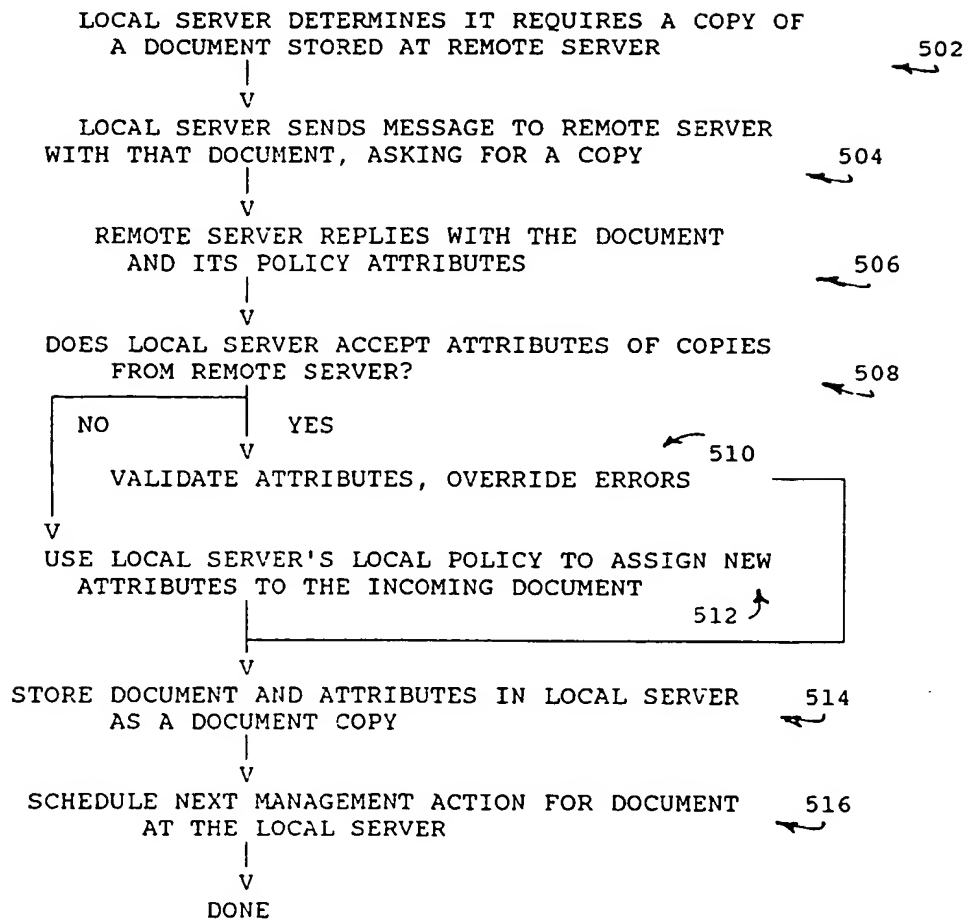 LOCAL SERVER DETERMINES IT REQUIRES A COPY OF
A DOCUMENT STORED AT REMOTE SERVER
502
V
LOCAL SERVER SENDS MESSAGE TO REMOTE SERVER
WITH THAT DOCUMENT, ASKING FOR A COPY
504
V
REMOTE SERVER REPLIES WITH THE DOCUMENT
AND ITS POLICY ATTRIBUTES
506
V
DOES LOCAL SERVER ACCEPT ATTRIBUTES OF COPIES
FROM REMOTE SERVER?
508
NO YES
V
510
VALIDATE ATTRIBUTES, OVERRIDE ERRORS
V
USE LOCAL SERVER'S LOCAL POLICY TO ASSIGN NEW
ATTRIBUTES TO THE INCOMING DOCUMENT
512
V
STORE DOCUMENT AND ATTRIBUTES IN LOCAL SERVER
AS A DOCUMENT COPY
514
V
SCHEDULE NEXT MANAGEMENT ACTION FOR DOCUMENT
AT THE LOCAL SERVER
516
V
DONE